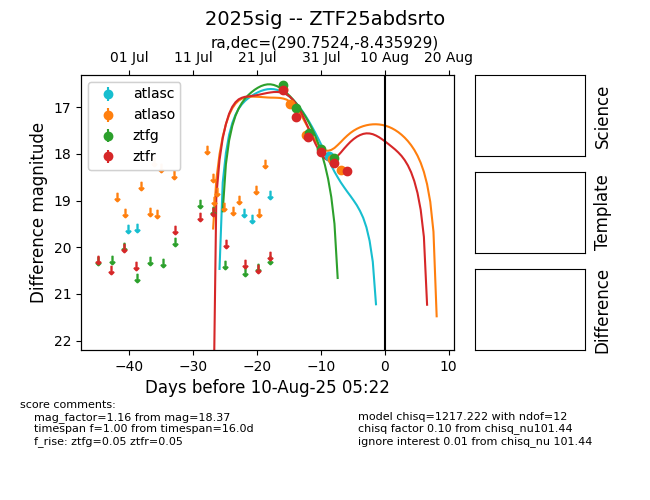 2025sig -- ZTF25abdsrto
ra,dec=(290.7524,-8.435929)
01 Jul 11 Jul 21 Jul 31 Jul 10 Aug 20 Aug
atlasc
atlaso
ztfg
ztfr
17
18
19
20
21
22
Difference magnitude
−40 −30 −20 −10 0 10
Days before 10-Aug-25 05:22
Science
Template
Difference
score comments:
mag_factor=1.16 from mag=18.37
timespan f=1.00 from timespan=16.0d
f_rise: ztfg=0.05 ztfr=0.05
model chisq=1217.222 with ndof=12
chisq factor 0.10 from chisq_nu101.44
ignore interest 0.01 from chisq_nu 101.44